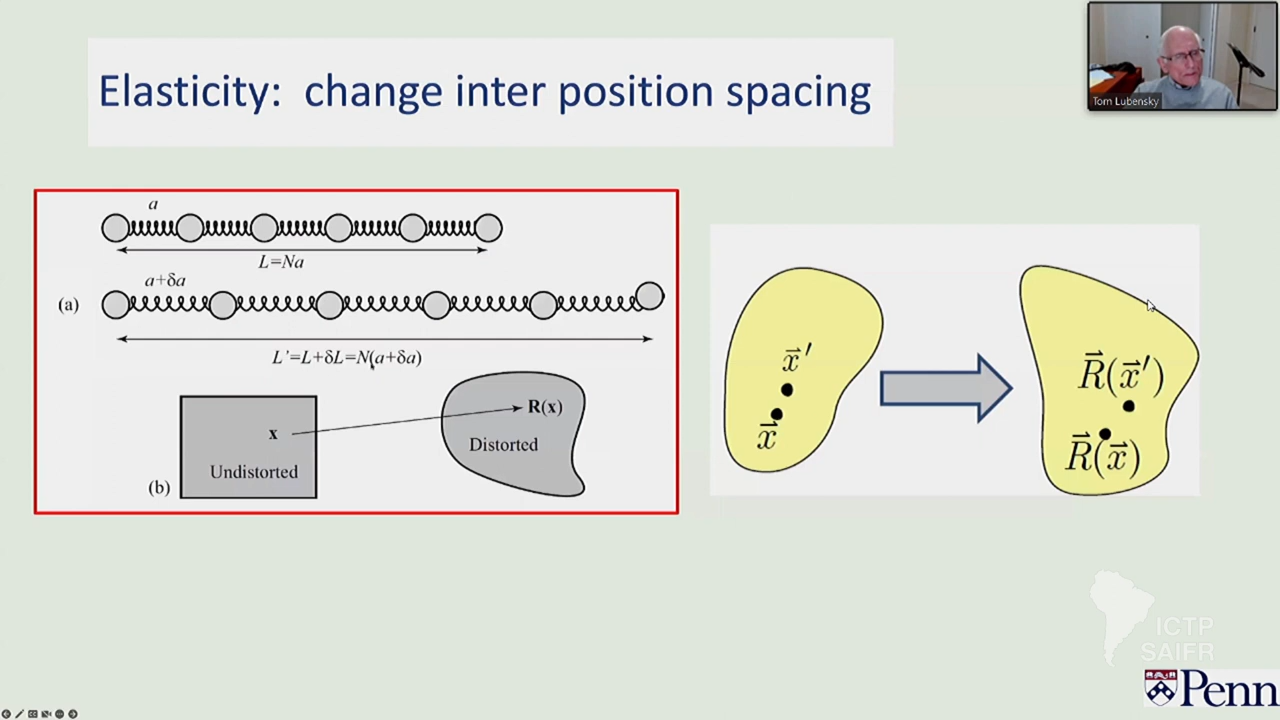 Elasticity: change inter position spacing
Tom Lubensky
a
L=Na
a+δa
(a)
L'=L+δL=N(a+δa)
x
R(x)
Undistorted
Distorted
(b)
x⃗′
x⃗
R⃗(x⃗′)
R⃗(x⃗)
ICTP
SAIFR
Penn